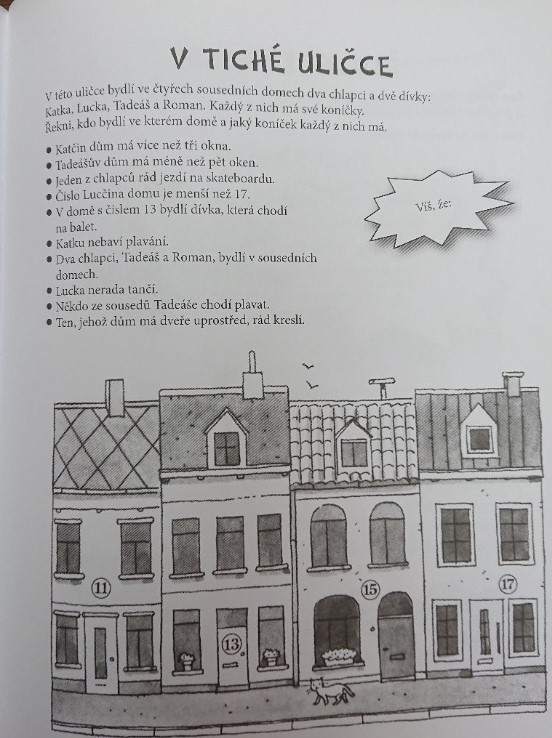 V TICHÉ ULIČCE
V této uličce bydlí ve čtyřech sousedních domech dva chlapci a dvě dívky:
Katka, Lucka, Tadeáš a Roman. Každý z nich má své koníčky.
Řekni, kdo bydlí ve kterém domě a jaký koníček každý z nich má.
• Katčin dům má více než tři okna.
• Tadeášův dům má méně než pět oken.
• Jeden z chlapců rád jezdí na skateboardu.
• Číslo Lucčina domu je menší než 17.
• V domě s číslem 13 bydlí dívka, která chodí
na balet.
• Katku nebaví plavání.
• Dva chlapci, Tadeáš a Roman, bydlí v sousedních
domech.
• Lucka nerada tančí.
• Někdo ze sousedů Tadeáše chodí plavat.
• Ten, jehož dům má dveře uprostřed, rád kreslí.
Víš, že:
11
13
15
17